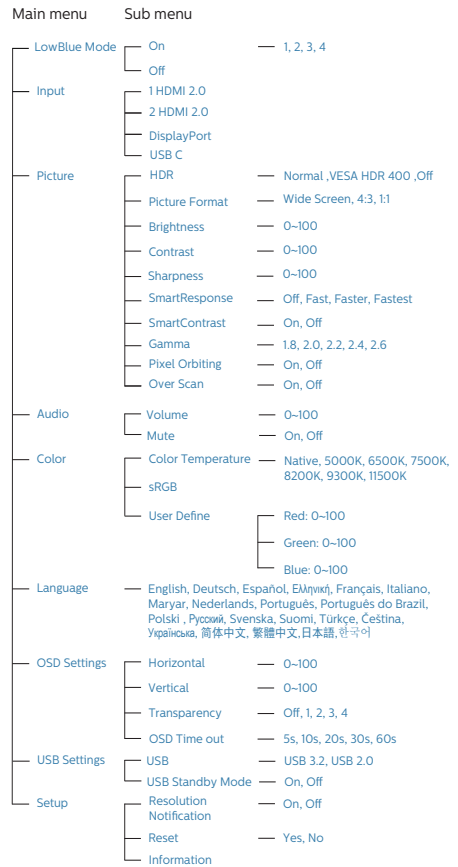 Main menu Sub menu
LowBlue Mode On 1, 2, 3, 4
Off
Input 1 HDMI 2.0
2 HDMI 2.0
DisplayPort
USB C
Picture HDR Normal ,VESA HDR 400 ,Off
Picture Format Wide Screen, 4:3, 1:1
Brightness 0~100
Contrast 0~100
Sharpness 0~100
SmartResponse Off, Fast, Faster, Fastest
SmartContrast On, Off
Gamma 1.8, 2.0, 2.2, 2.4, 2.6
Pixel Orbiting On, Off
Over Scan On, Off
Audio Volume 0~100
Mute On, Off
Color Color Temperature Native, 5000K, 6500K, 7500K,
8200K, 9300K, 11500K
sRGB
User Define Red: 0~100
Green: 0~100
Blue: 0~100
Language English, Deutsch, Español, Ελληνική, Français, Italiano,
Maryar, Nederlands, Português, Português do Brazil,
Polski , Русский, Svenska, Suomi, Türkçe, Čeština,
Українська, 简体中文, 繁體中文,日本語,한국어
OSD Settings Horizontal 0~100
Vertical 0~100
Transparency Off, 1, 2, 3, 4
OSD Time out 5s, 10s, 20s, 30s, 60s
USB Settings USB USB 3.2, USB 2.0
USB Standby Mode On, Off
Setup Resolution On, Off
Notification
Reset Yes, No
Information